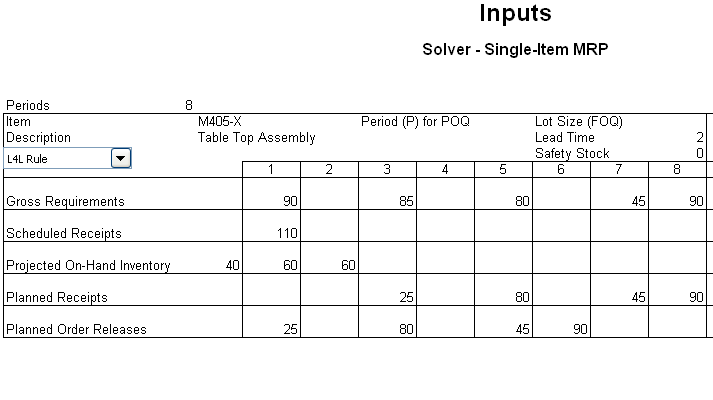 Inputs
Solver - Single-Item MRP
Periods 8
Item M405-X Period (P) for POQ Lot Size (FOQ)
Description Table Top Assembly Lead Time 2
L4L Rule Safety Stock 0
1 2 3 4 5 6 7 8
Gross Requirements 90 85 80 45 90
Scheduled Receipts 110
Projected On-Hand Inventory 40 60 60
Planned Receipts 25 80 45 90
Planned Order Releases 25 80 45 90